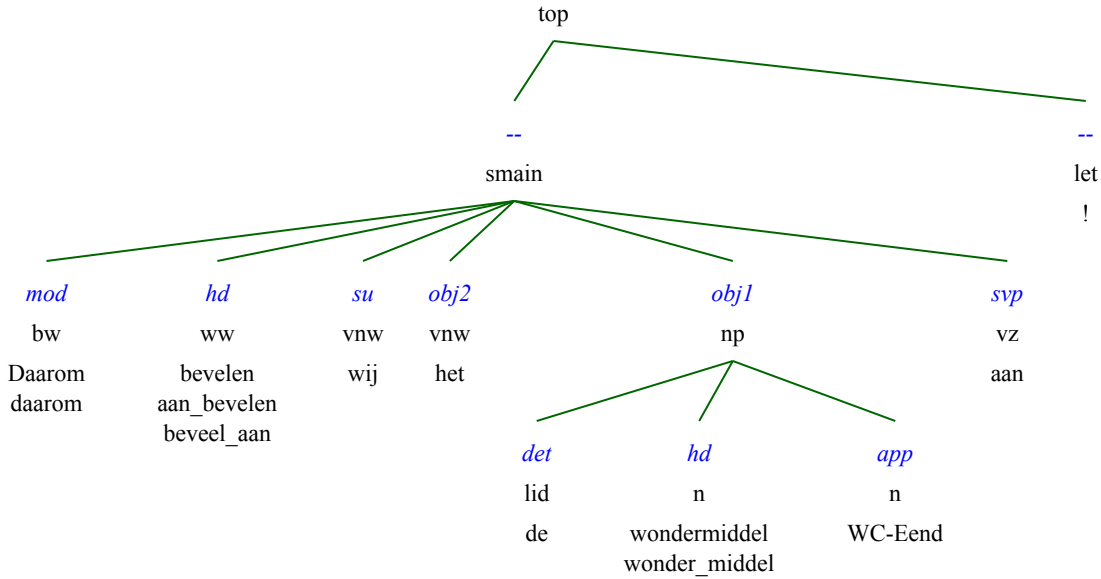 top
-- --
smain let
!
mod hd su obj2 obj1 svp
bw ww vnw vnw np vz
Daarom bevelen wij het aan
daarom aan_bevelen
beveel_aan
det hd app
lid n n
de wondermiddel WC-Eend
wonder_middel